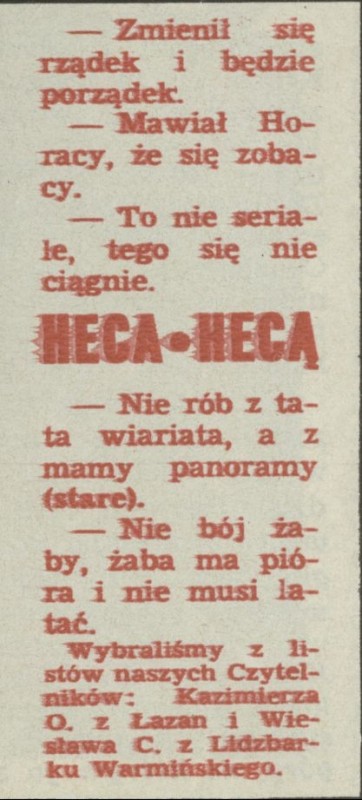 — Zmienił się
rządek i będzie
porządek.
— Mawiał Ho-
racy, że się zoba-
cy.
— To nie seria-
le, tego się nie
ciągnie.
HECA • HECĄ
— Nie rób z ta-
ta wiariata, a z
mamy panoramy
(stare).
— Nie bój ża-
by, żaba ma pió-
ra i nie musi la-
tać.
Wybraliśmy z li-
stów naszych Czytel-
ników: Kazimierza
O. z Łazan i Wie-
sława C. z Lidzbar-
ku Warmińskiego.